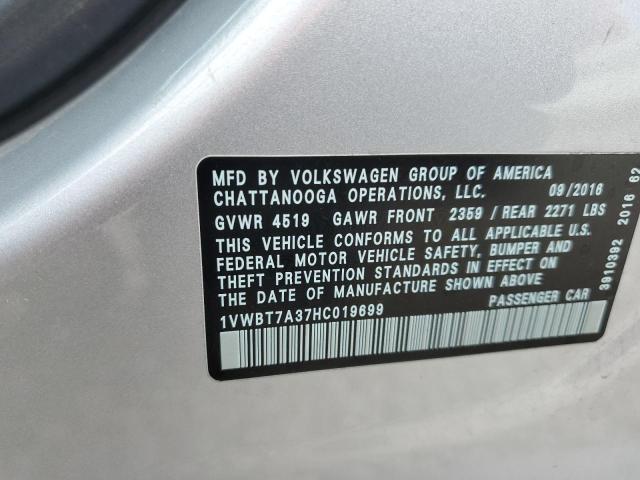 MFD BY VOLKSWAGEN GROUP OF AMERICA
CHATTANOOGA OPERATIONS, LLC. 09/2016
GVWR 4519 GAWR FRONT 2359 / REAR 2271 LBS
THIS VEHICLE CONFORMS TO ALL APPLICABLE U.S.
FEDERAL MOTOR VEHICLE SAFETY, BUMPER AND
THEFT PREVENTION STANDARDS IN EFFECT ON
THE DATE OF MANUFACTURE SHOWN ABOVE
1VWBT7A37HC019699 PASSENGER CAR
3910392 2016 62